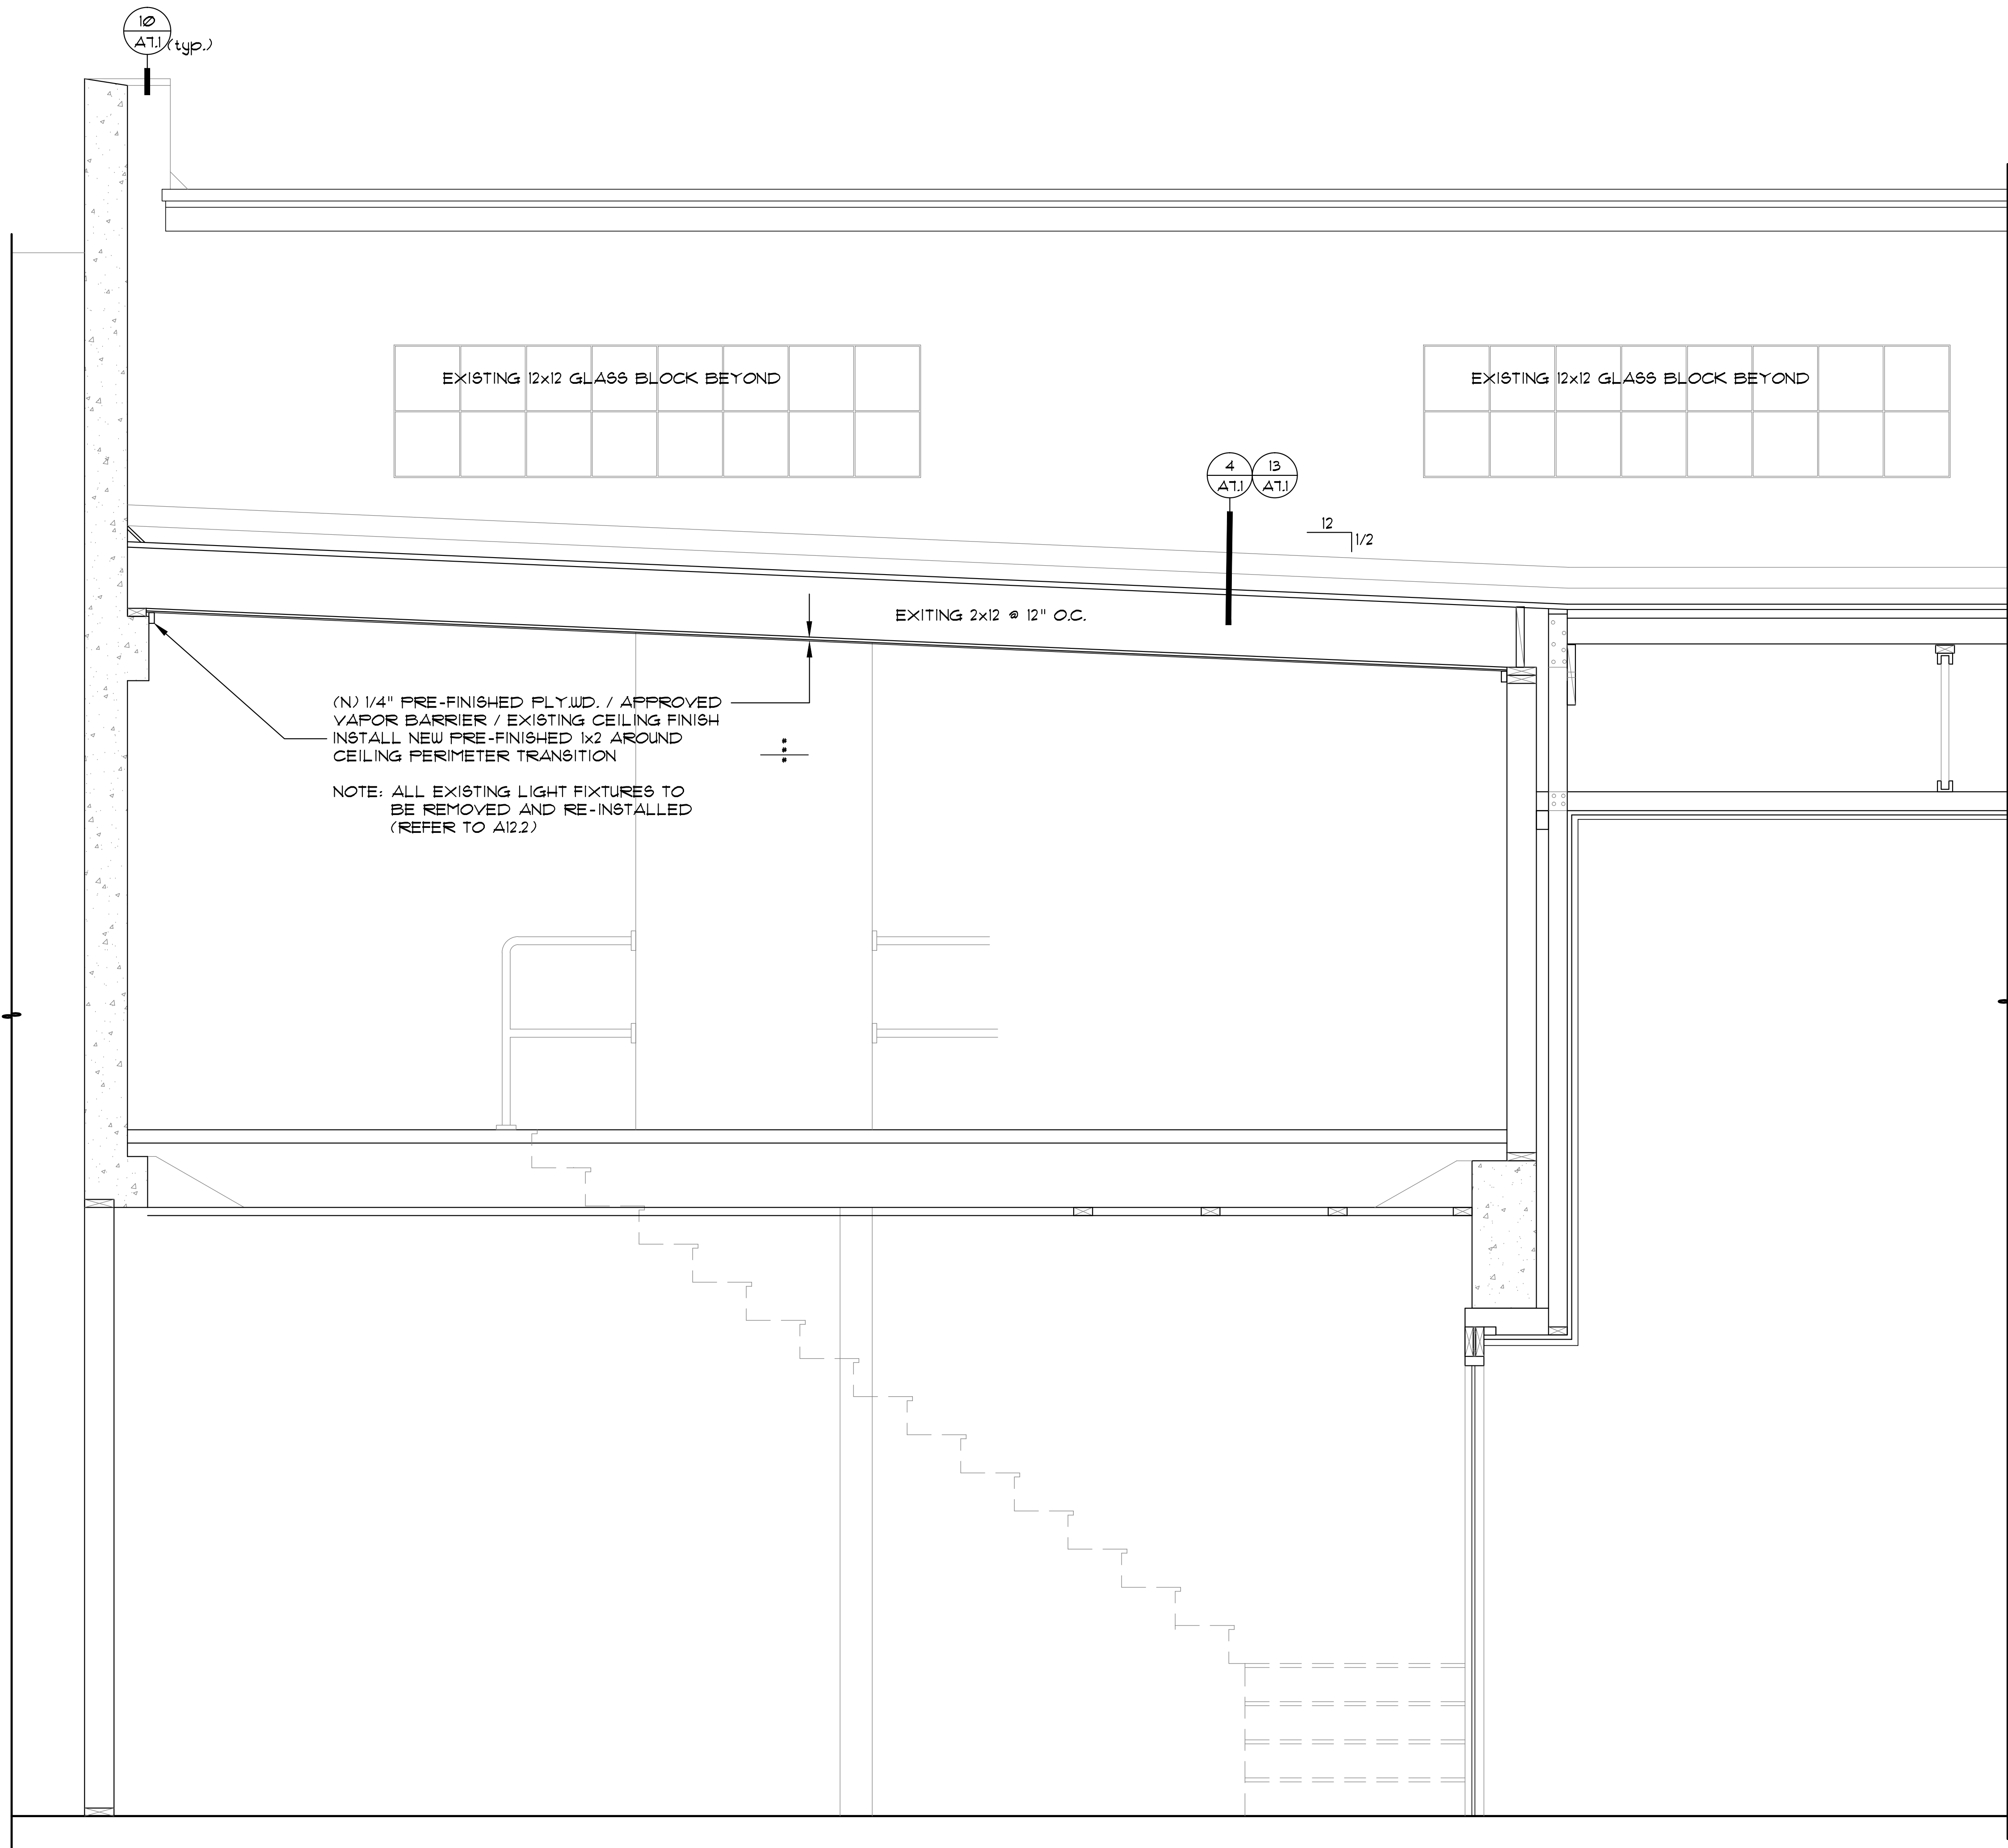 10
A7.1 (typ.)
EXISTING 12x12 GLASS BLOCK BEYOND
EXISTING 12x12 GLASS BLOCK BEYOND
4
A7.1
13
A7.1
12
1/2
EXITING 2x12 @ 12" O.C.
(N) 1/4" PRE-FINISHED PLY.WD. / APPROVED
VAPOR BARRIER / EXISTING CEILING FINISH
INSTALL NEW PRE-FINISHED 1x2 AROUND
CEILING PERIMETER TRANSITION
NOTE: ALL EXISTING LIGHT FIXTURES TO
BE REMOVED AND RE-INSTALLED
(REFER TO A12.2)